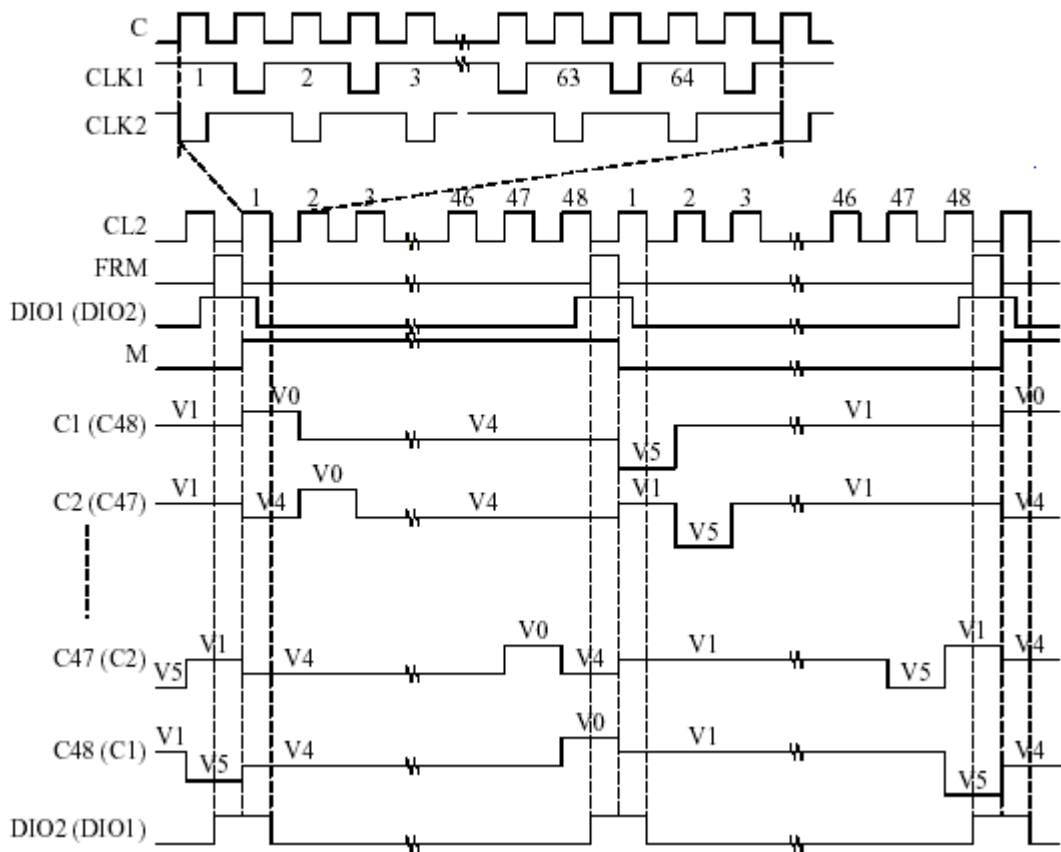 C
CLK1 1 2 3 63 64
CLK2
1 2 3 46 47 48 1 2 3 46 47 48
CL2
FRM
DIO1 (DIO2)
M
C1 (C48) V1 V0 V4 V5 V1 V0
C2 (C47) V1 V4 V0 V4 V1 V5 V1 V4
C47 (C2) V5 V1 V4 V0 V4 V1 V5 V1 V4
C48 (C1) V1 V5 V4 V0 V1 V5 V4
DIO2 (DIO1)